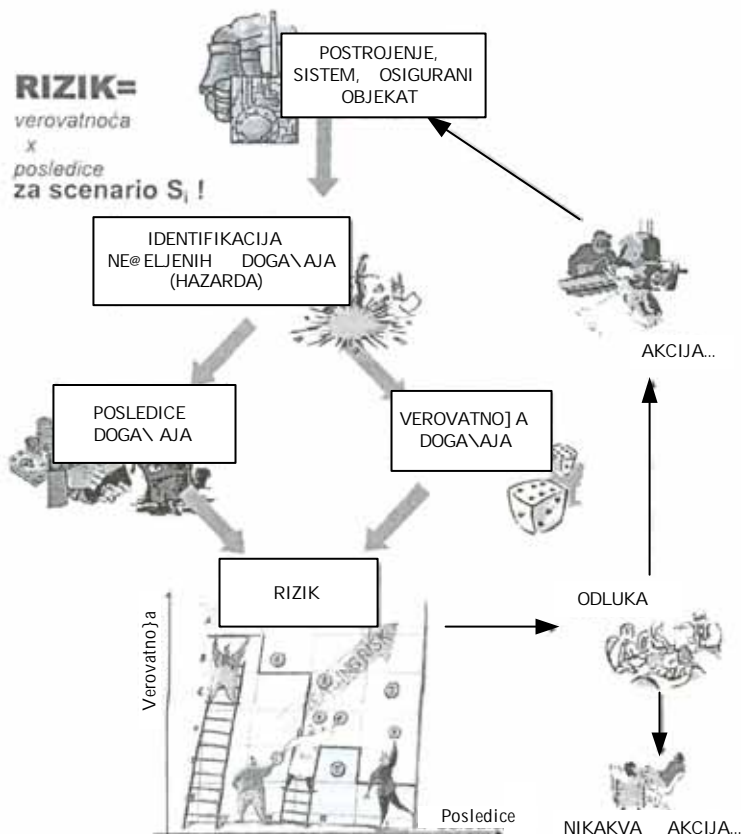 POSTROJENJE,
SISTEM, OSIGURANI
OBJEKAT
RIZIK=
verovatnoća
x
posledice
za scenario Si !
IDENTIFIKACIJA
NE@ELJENIH DOGA\AJA
(HAZARDA)
AKCIJA...
POSLEDICE
DOGA\ AJA
VEROVATNO] A
DOGA\AJA
RIZIK
ODLUKA
Verovatno}a
Posledice
NIKAKVA AKCIJA...